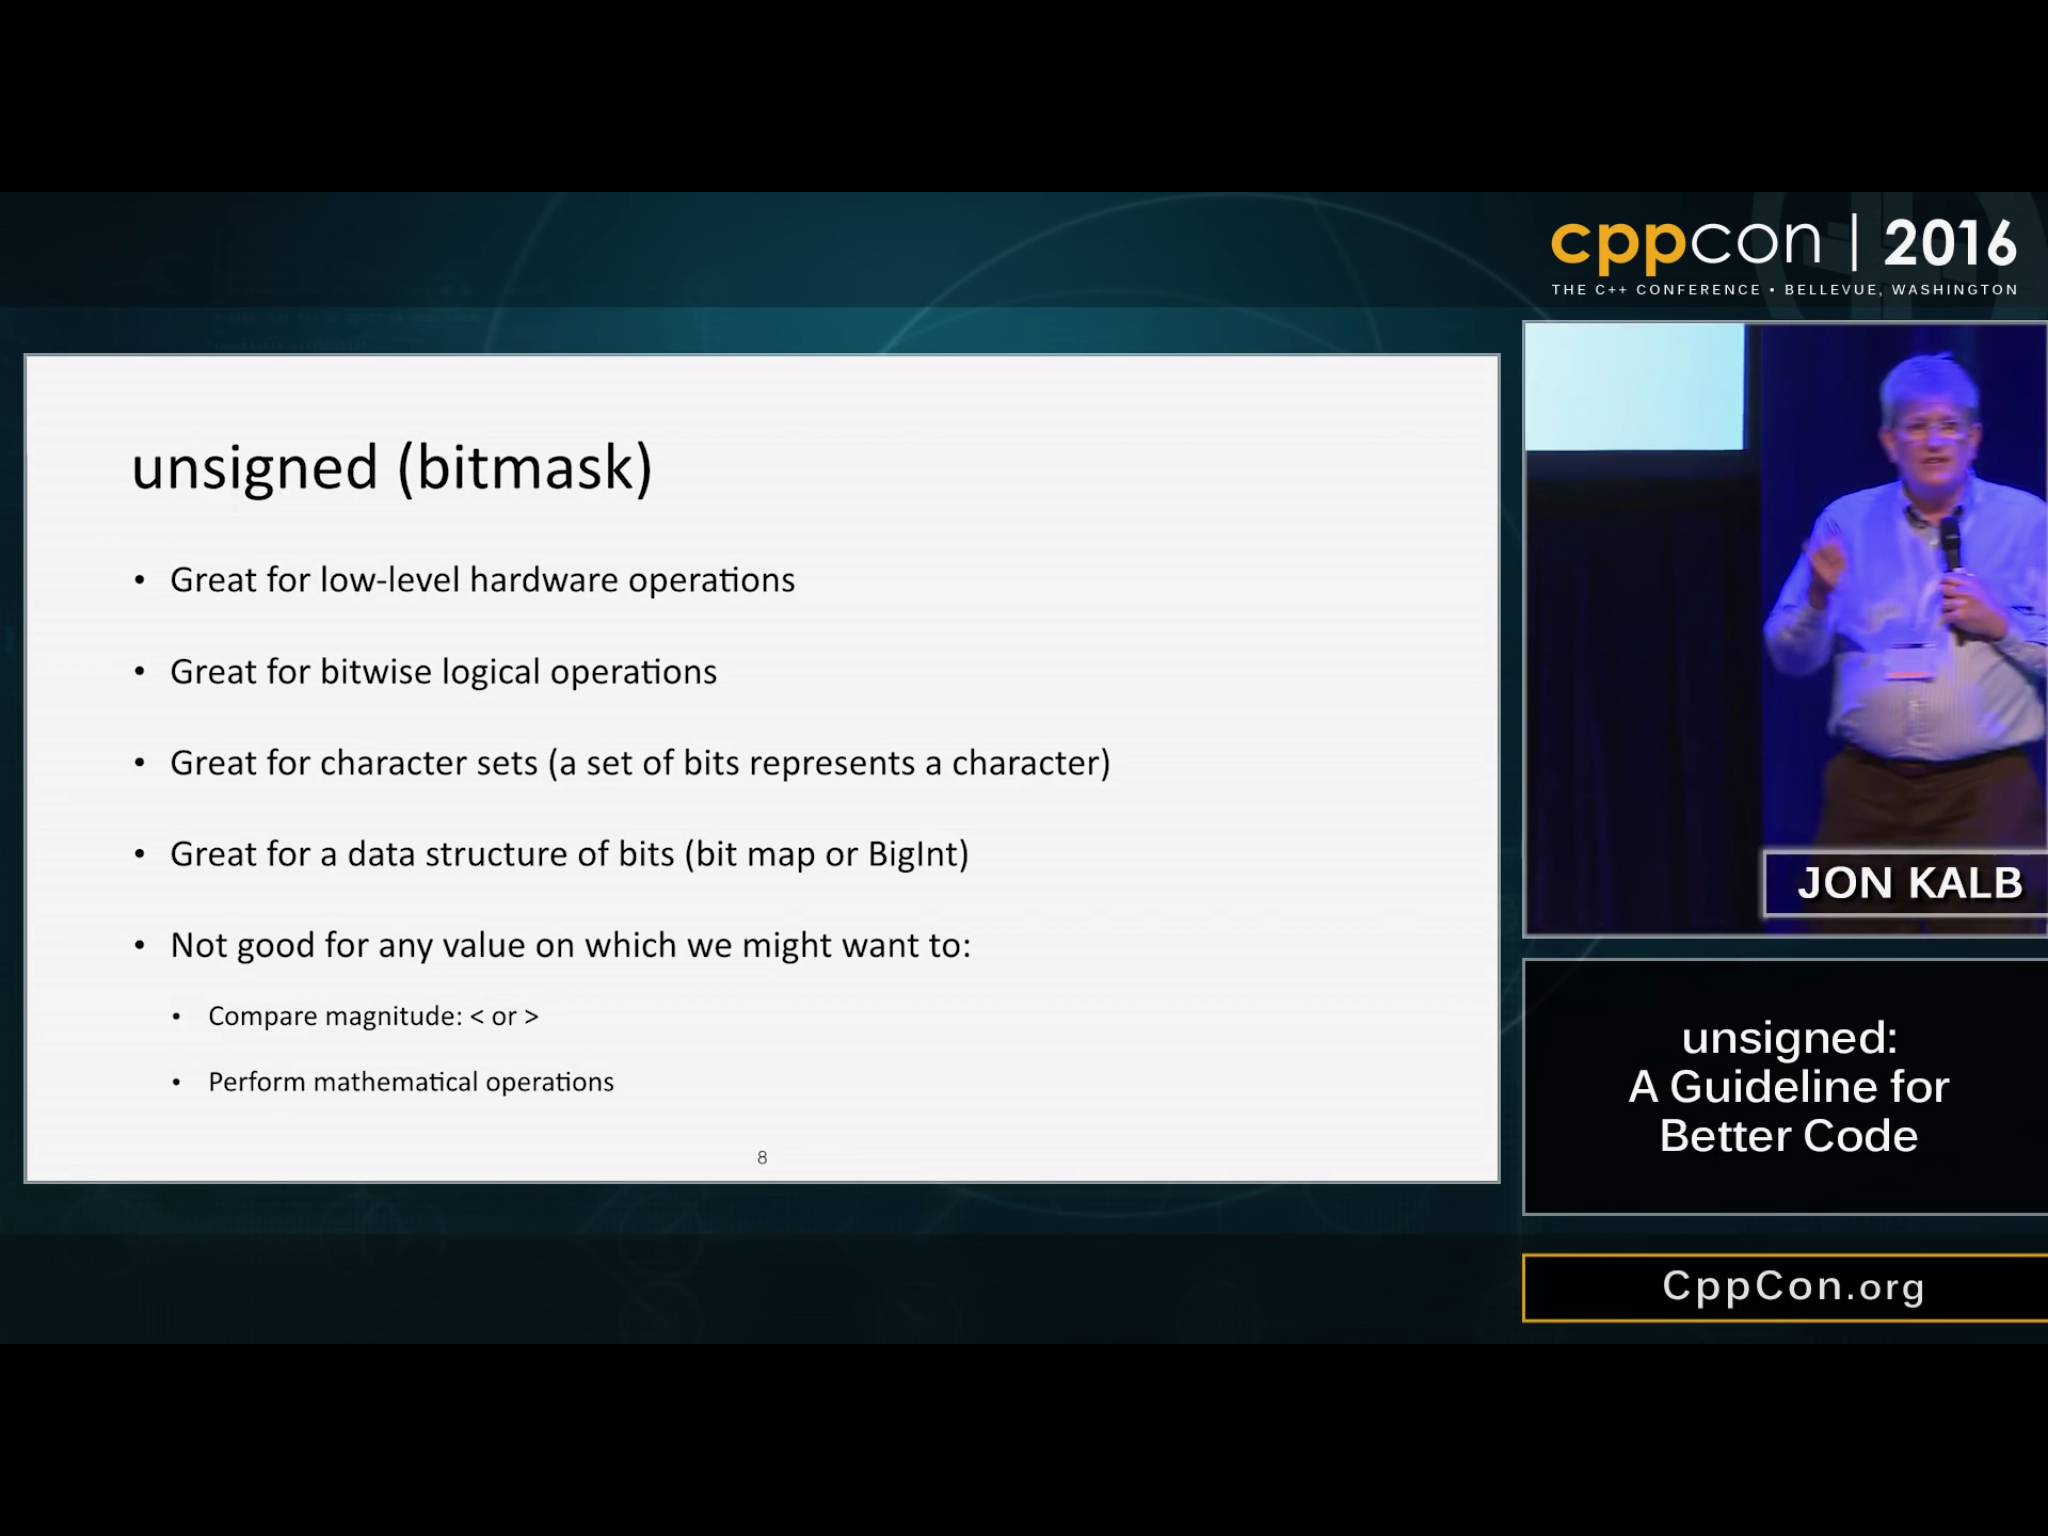 cppcon | 2016
THE C++ CONFERENCE • BELLEVUE, WASHINGTON
unsigned (bitmask)
• Great for low-level hardware operations
• Great for bitwise logical operations
• Great for character sets (a set of bits represents a character)
• Great for a data structure of bits (bit map or BigInt)
• Not good for any value on which we might want to:
• Compare magnitude: < or >
• Perform mathematical operations
8
JON KALB
unsigned:
A Guideline for
Better Code
CppCon.org